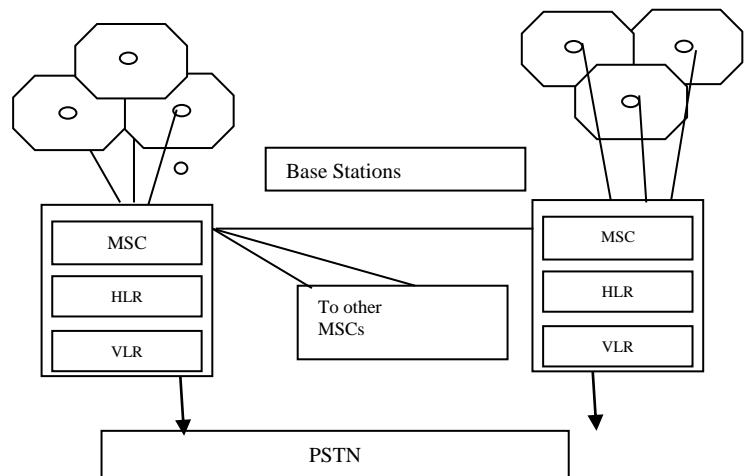 Base Stations
MSC
HLR
VLR
To other
MSCs
MSC
HLR
VLR
PSTN